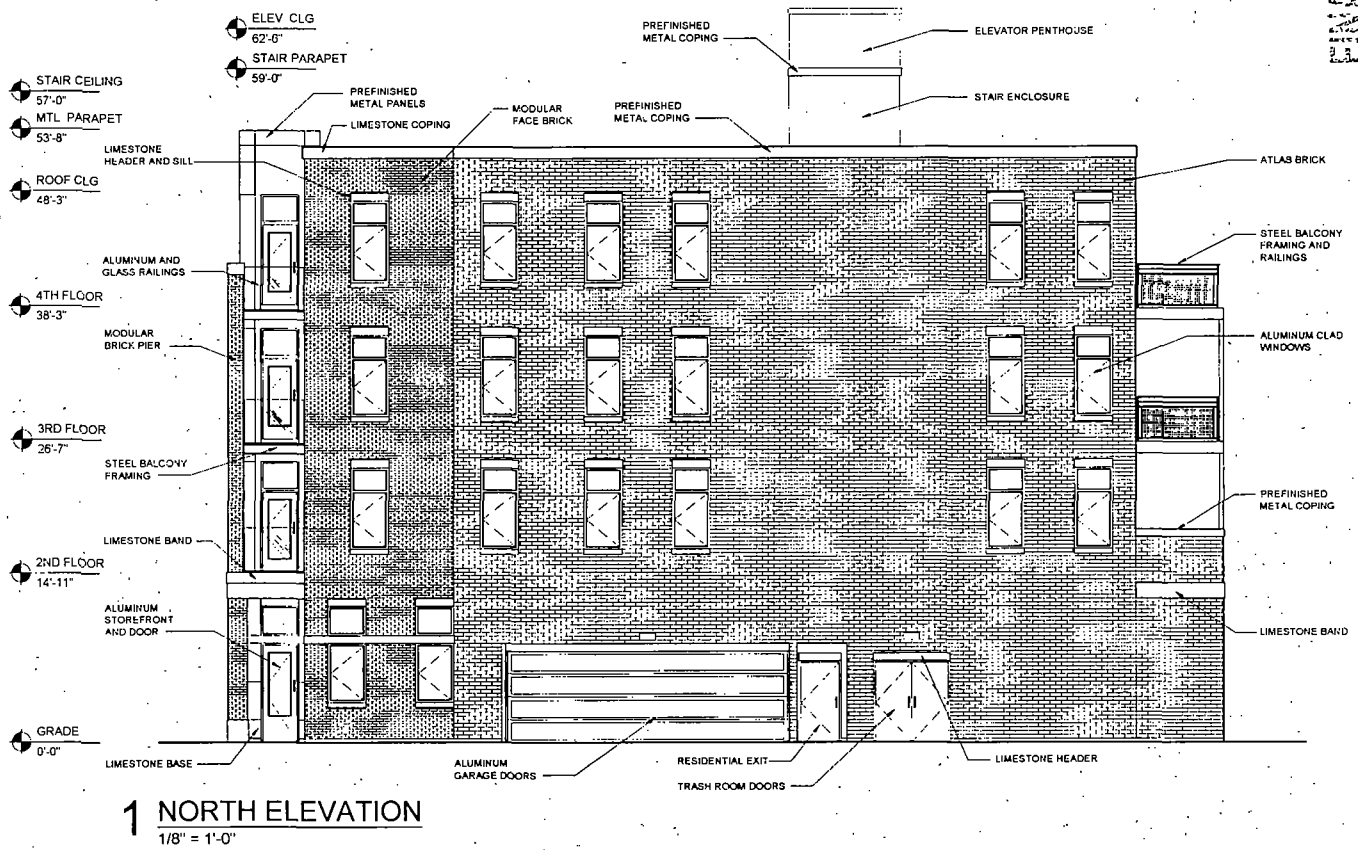 ELEV CLG
62'-6"
STAIR PARAPET
59'-0"
STAIR CEILING
57'-0"
MTL PARAPET
53'-8"
ROOF CLG
48'-3"
4TH FLOOR
38'-3"
3RD FLOOR
26'-7"
2ND FLOOR
14'-11"
GRADE
0'-0"
PREFINISHED
METAL PANELS
LIMESTONE COPING
MODULAR
FACE BRICK
PREFINISHED
METAL COPING
PREFINISHED
METAL COPING
ELEVATOR PENTHOUSE
STAIR ENCLOSURE
LIMESTONE
HEADER AND SILL
ALUMINUM AND
GLASS RAILINGS
MODULAR
BRICK PIER
STEEL BALCONY
FRAMING
LIMESTONE BAND
ALUMINUM
STOREFRONT
AND DOOR
LIMESTONE BASE
ATLAS BRICK
STEEL BALCONY
FRAMING AND
RAILINGS
ALUMINUM CLAD
WINDOWS
PREFINISHED
METAL COPING
LIMESTONE BAND
ALUMINUM
GARAGE DOORS
RESIDENTIAL EXIT
TRASH ROOM DOORS
LIMESTONE HEADER
1 NORTH ELEVATION
1/8" = 1'-0"